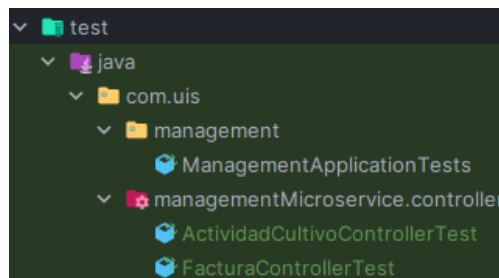 test
java
com.uis
management
ManagementApplicationTests
managementMicroservice.controller
ActividadCultivoControllerTest
FacturaControllerTest